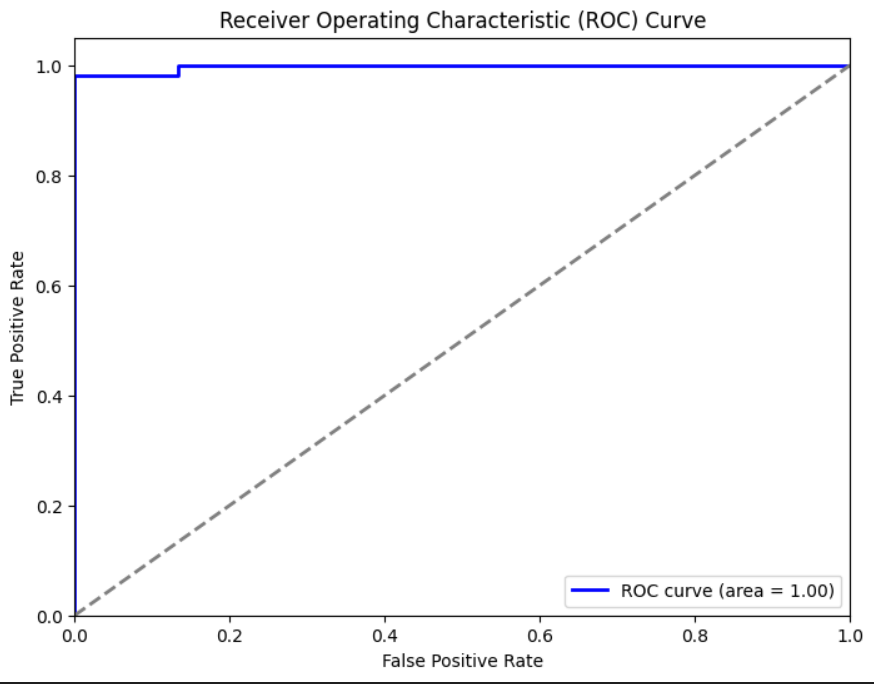 Receiver Operating Characteristic (ROC) Curve
1.0
0.8
0.6
0.4
0.2
0.0
True Positive Rate
ROC curve (area = 1.00)
0.0 0.2 0.4 0.6 0.8 1.0
False Positive Rate